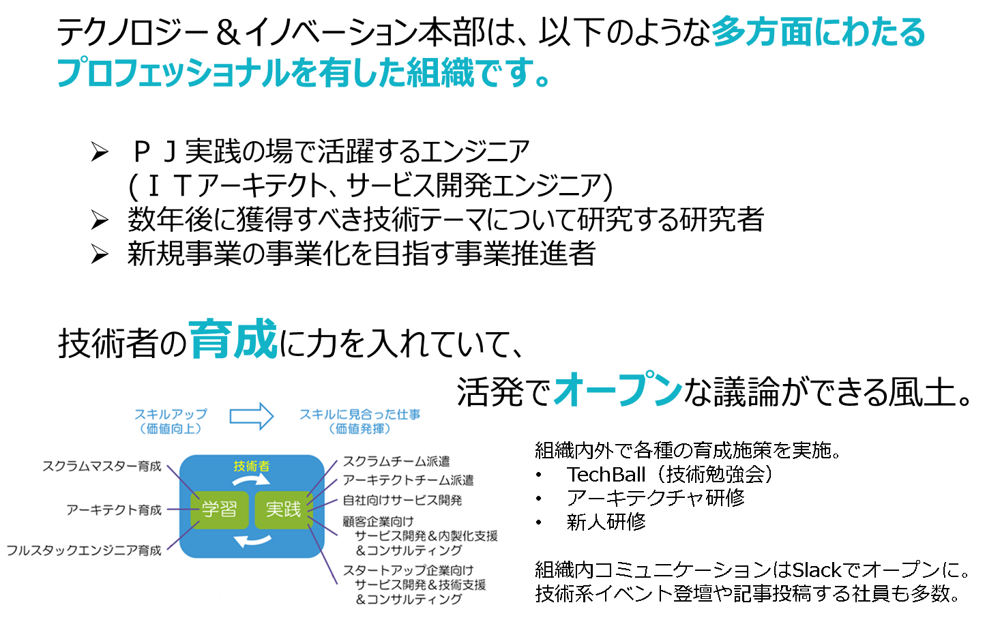 テクノロジー＆イノベーション本部は、以下のような多方面にわたる
プロフェッショナルを有した組織です。
➢ ＰＪ実践の場で活躍するエンジニア
(ＩＴアーキテクト、サービス開発エンジニア)
➢ 数年後に獲得すべき技術テーマについて研究する研究者
➢ 新規事業の事業化を目指す事業推進者
技術者の育成に力を入れていて、
活発でオープンな議論ができる風土。
スキルアップ
（価値向上）
スキルに見合った仕事
（価値発揮）
技術者
学習
実践
スクラムマスター育成
アーキテクト育成
フルスタックエンジニア育成
スクラムチーム派遣
アーキテクトチーム派遣
自社向けサービス開発
顧客企業向け
サービス開発＆内製化支援
＆コンサルティング
スタートアップ企業向け
サービス開発＆技術支援
＆コンサルティング
組織内外で各種の育成施策を実施。
• TechBall（技術勉強会）
• アーキテクチャ研修
• 新人研修
組織内コミュニケーションはSlackでオープンに。
技術系イベント登壇や記事投稿する社員も多数。